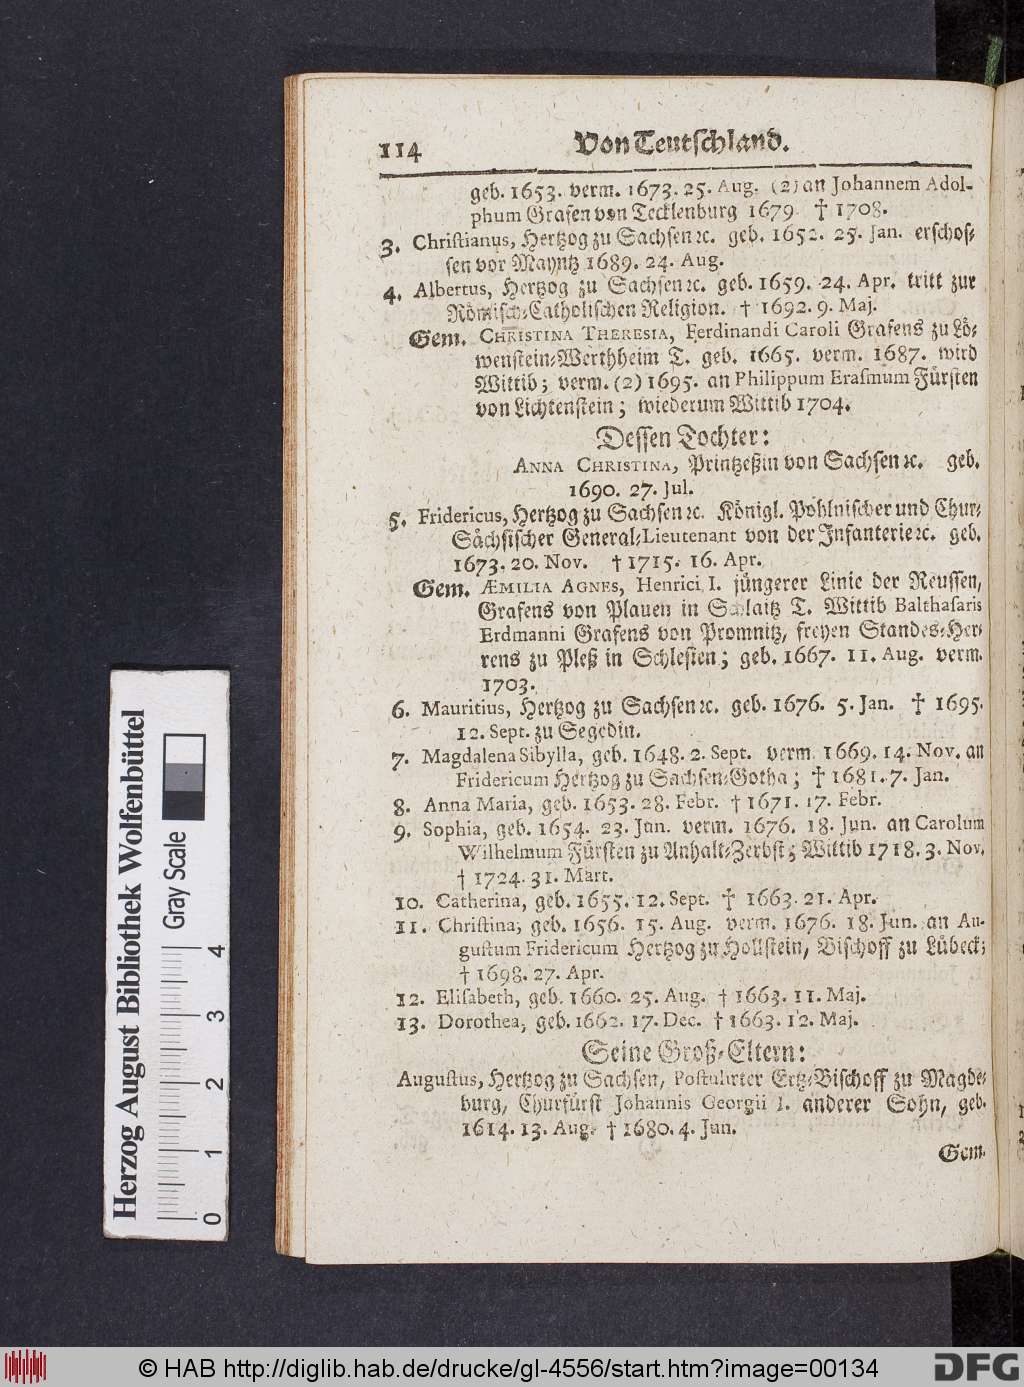 114 Von Teutschland.
geb. 1653. verm. 1673. 25. Aug. (2) an Johannem Adol-
phum Grafen von Tecklenburg 1679. † 1708.
3. Christianus, Hertzog zu Sachsen ꝛc. geb. 1652. 25. Jan. erschos-
sen vor Mayntz 1689. 24. Aug.
4. Albertus, Hertzog zu Sachsen ꝛc. geb. 1659. 24. Apr. tritt zur
Römisch-Catholischen Religion. † 1692. 9. Maj.
Gem. CHRISTINA THERESIA, Ferdinandi Caroli Grafens zu Lö-
wenstein-Werthheim T. geb. 1665. verm. 1687. wird
Wittib; verm. (2) 1695. an Philippum Erasmum Fürsten
von Lichtenstein; wiederum Wittib 1704.
Dessen Tochter:
ANNA CHRISTINA, Printzeßin von Sachsen ꝛc. geb.
1690. 27. Jul.
5. Fridericus, Hertzog zu Sachsen ꝛc. Königl. Pohlnischer und Chur-
Sächsischer General-Lieutenant von der Infanterie ꝛc. geb.
1673. 20. Nov. † 1715. 16. Apr.
Gem. ÆMILIA AGNES, Henrici I. jüngerer Linie der Reussen,
Grafens von Plauen in Schlaitz T. Wittib Balthasaris
Erdmanni Grafens von Promnitz, freyen Standes-Her-
rens zu Pleß in Schlesien; geb. 1667. 11. Aug. verm.
1703.
6. Mauritius, Hertzog zu Sachsen ꝛc. geb. 1676. 5. Jan. † 1695.
12. Sept. zu Segedin.
7. Magdalena Sibylla, geb. 1648. 2. Sept. verm. 1669. 14. Nov. an
Fridericum Hertzog zu Sachsen-Gotha; † 1681. 7. Jan.
8. Anna Maria, geb. 1653. 28. Febr. † 1671. 17. Febr.
9. Sophia, geb. 1654. 23. Jun. verm. 1676. 18. Jun. an Carolum
Wilhelmum Fürsten zu Anhalt-Zerbst; Wittib 1718. 3. Nov.
† 1724. 31. Mart.
10. Catherina, geb. 1655. 12. Sept. † 1663. 21. Apr.
11. Christina, geb. 1656. 15. Aug. verm. 1676. 18. Jun. an Au-
gustum Fridericum Hertzog zu Hollstein, Bischoff zu Lübeck;
† 1698. 27. Apr.
12. Elisabeth, geb. 1660. 25. Aug. † 1663. 11. Maj.
13. Dorothea, geb. 1662. 17. Dec. † 1663. 12. Maj.
Seine Groß-Eltern:
Augustus, Hertzog zu Sachsen, Postulirter Ertz-Bischoff zu Magde-
burg, Churfürst Johannis Georgii I. anderer Sohn, geb.
1614. 13. Aug. † 1680. 4. Jun.
Gem.
Herzog August Bibliothek Wolfenbüttel
Gray Scale
0 1 2 3 4
© HAB http://diglib.hab.de/drucke/gl-4556/start.htm?image=00134
DFG